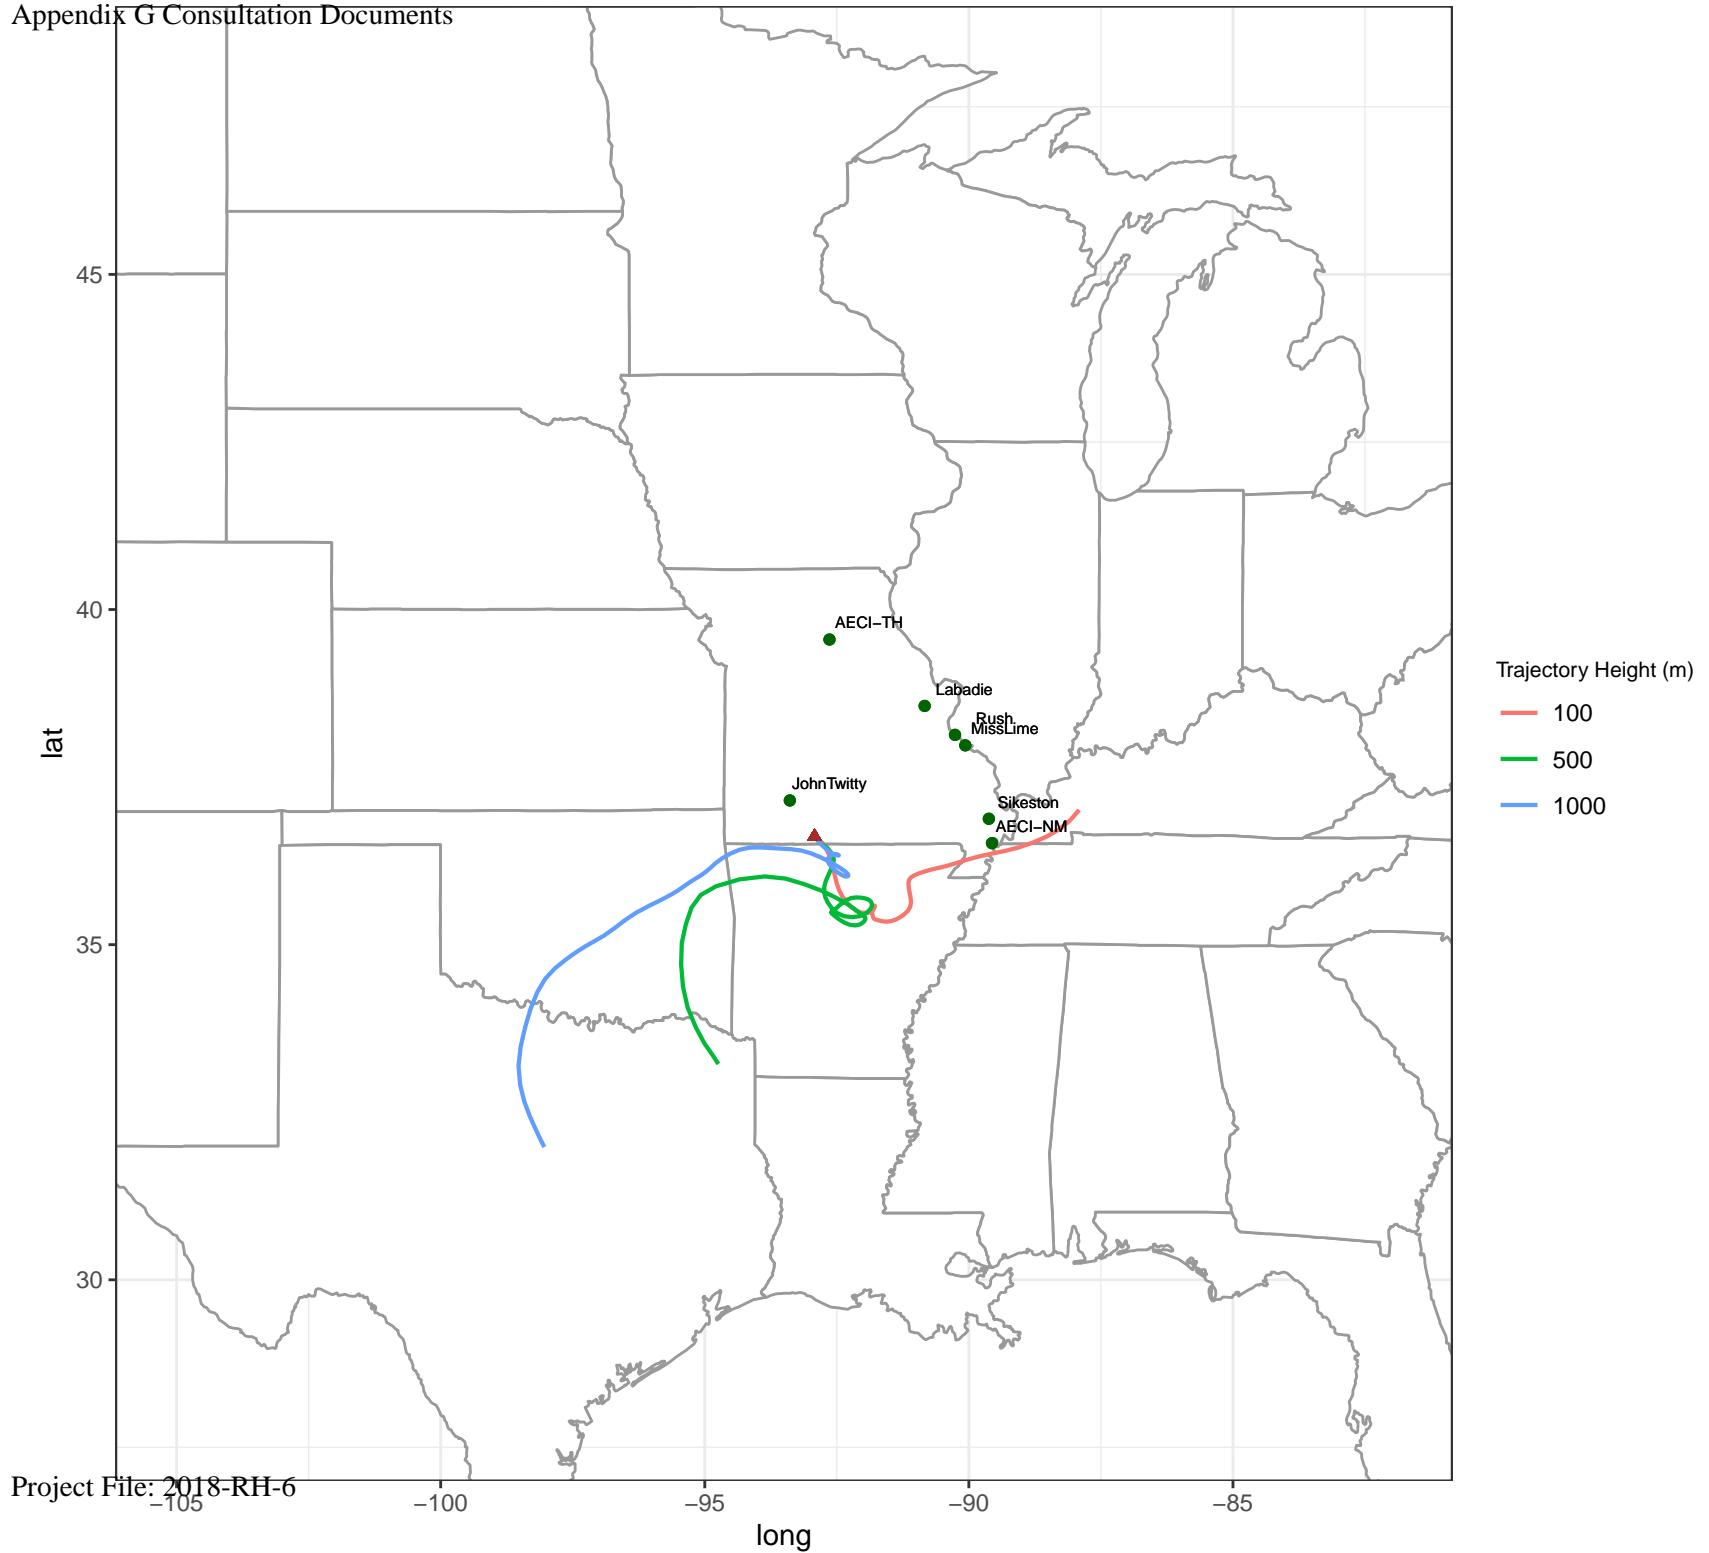 Appendix G Consultation Documents
45
40
35
30
lat
AECI−TH
Labadie
Rush
MissLime
JohnTwitty
Sikeston
AECI−NM
Trajectory Height (m)
100
500
1000
Project File: 2018-RH-6
−105
−100
−95
−90
−85
long